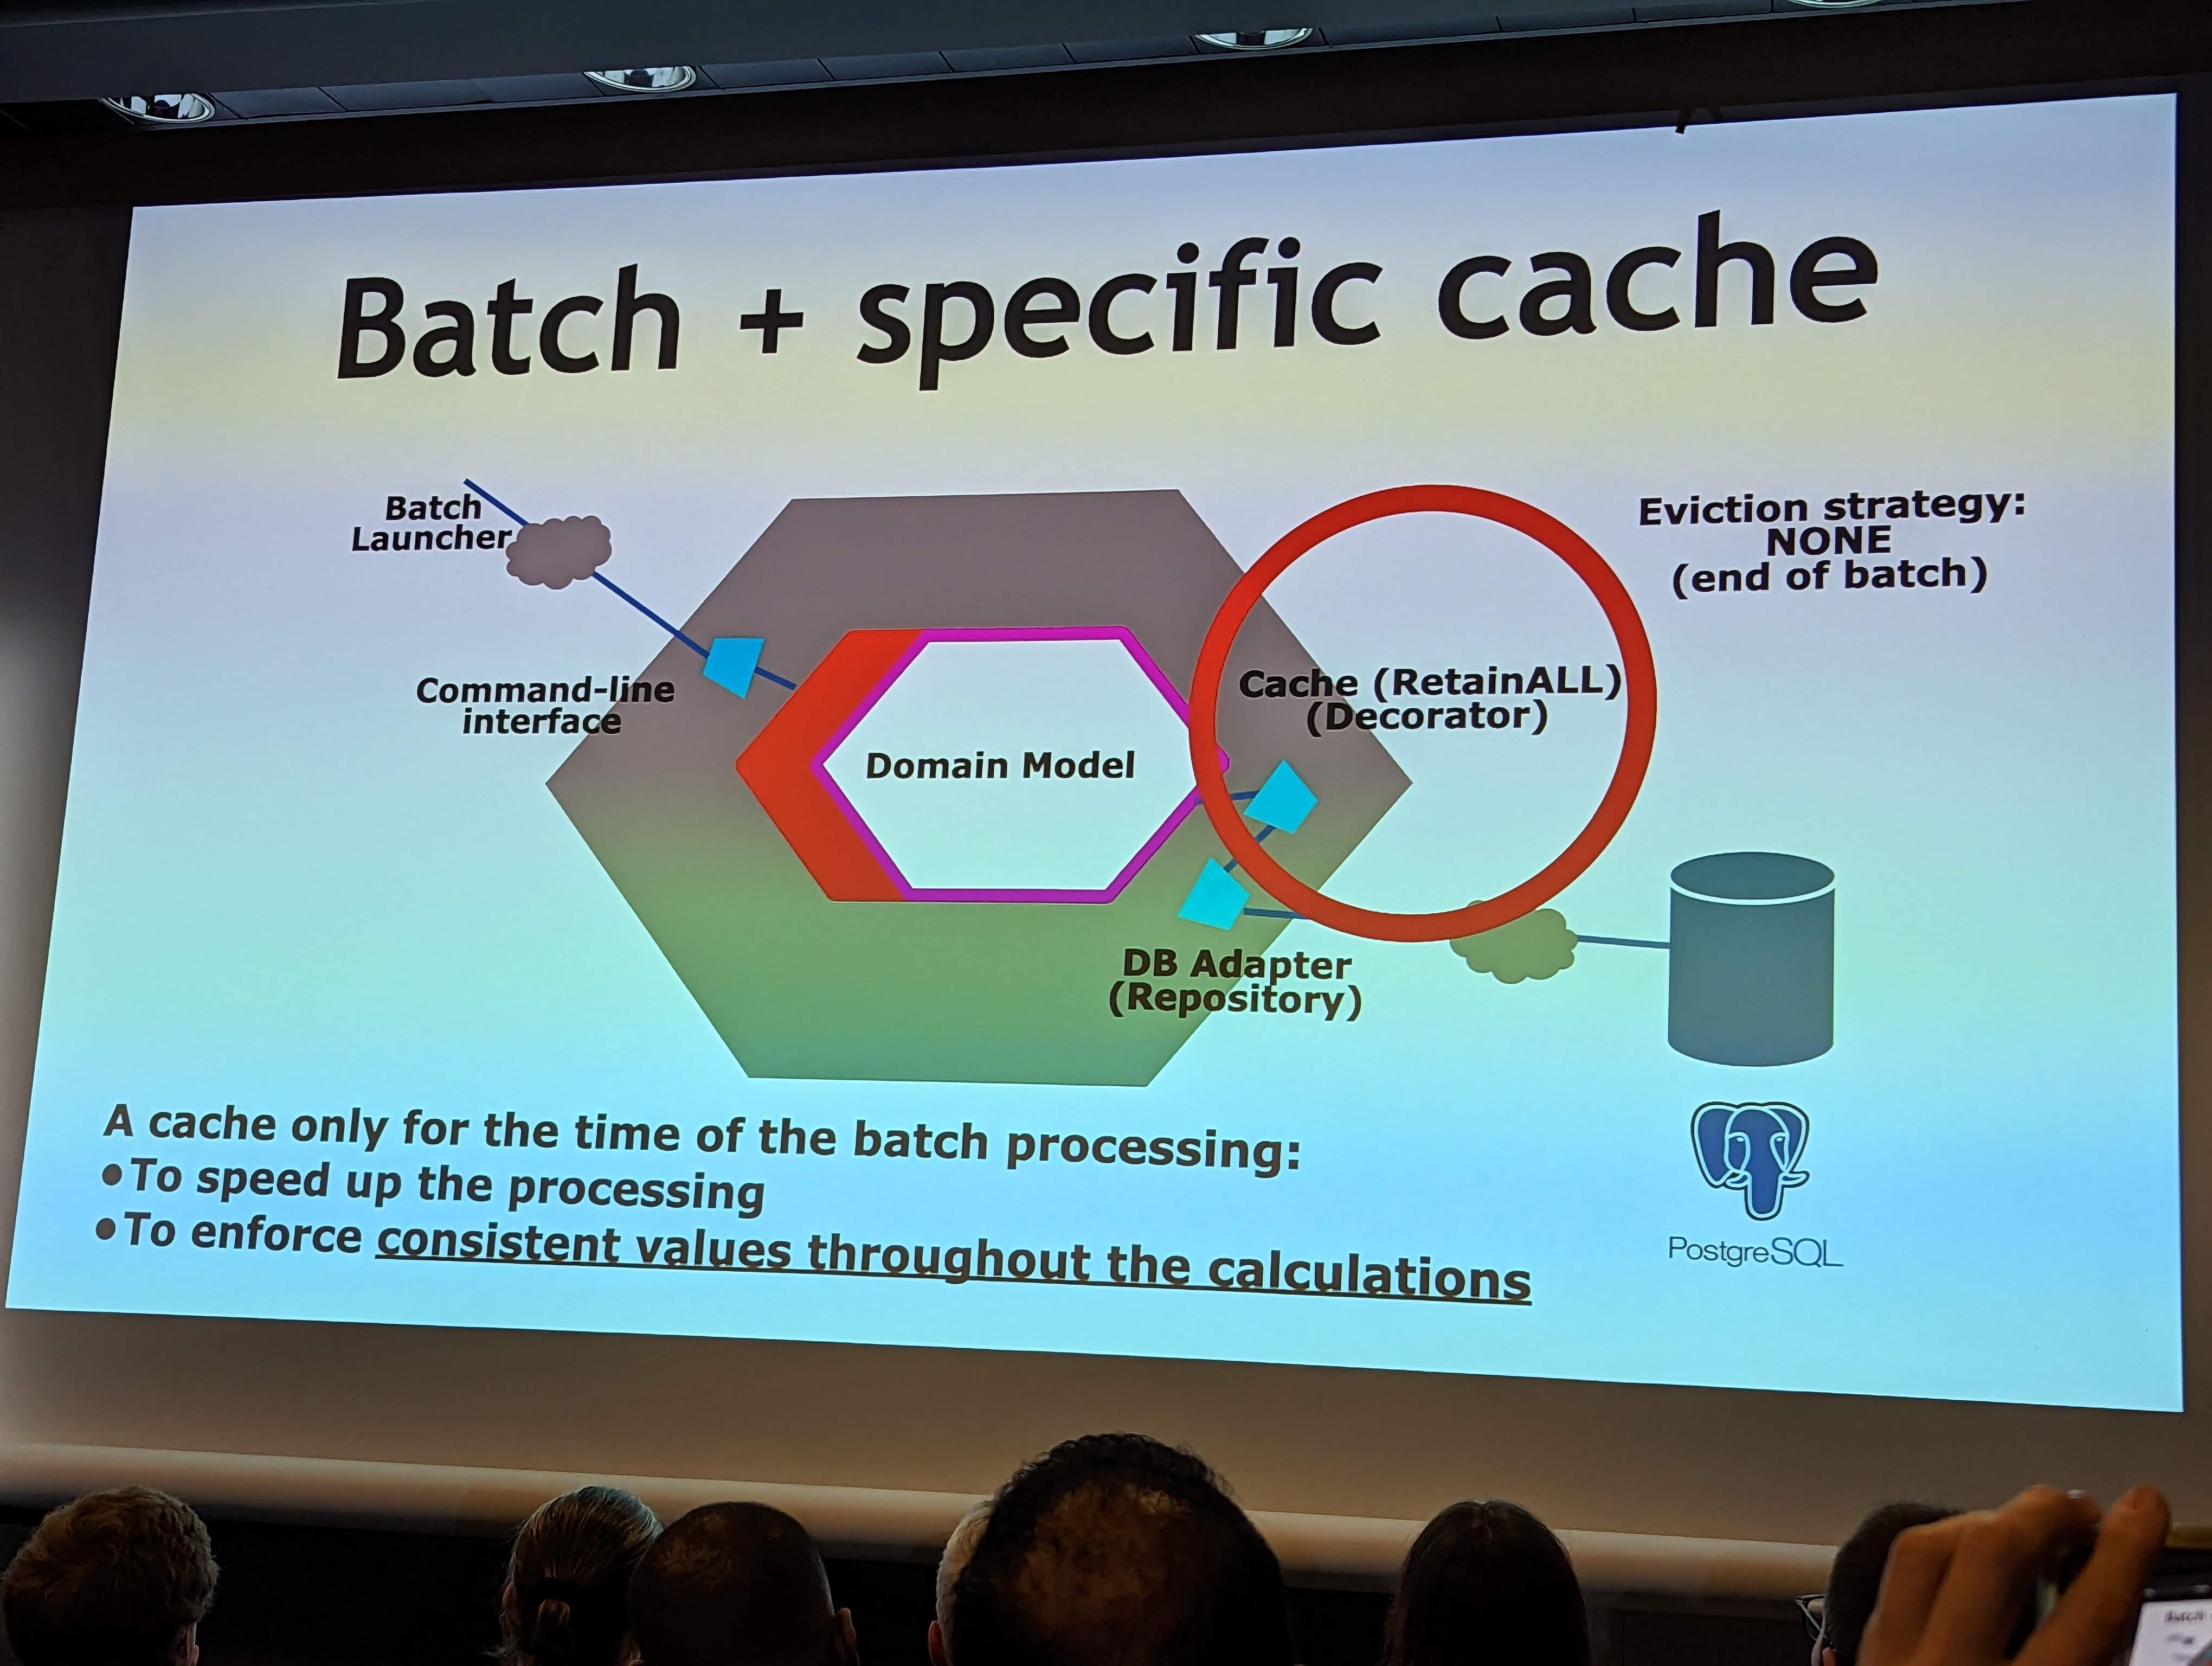 Batch + specific cache
Batch
Launcher
Eviction strategy:
NONE
(end of batch)
Command-line
interface
Cache (RetainALL)
(Decorator)
Domain Model
DB Adapter
(Repository)
A cache only for the time of the batch processing:
•To speed up the processing
•To enforce consistent values throughout the calculations
PostgreSQL